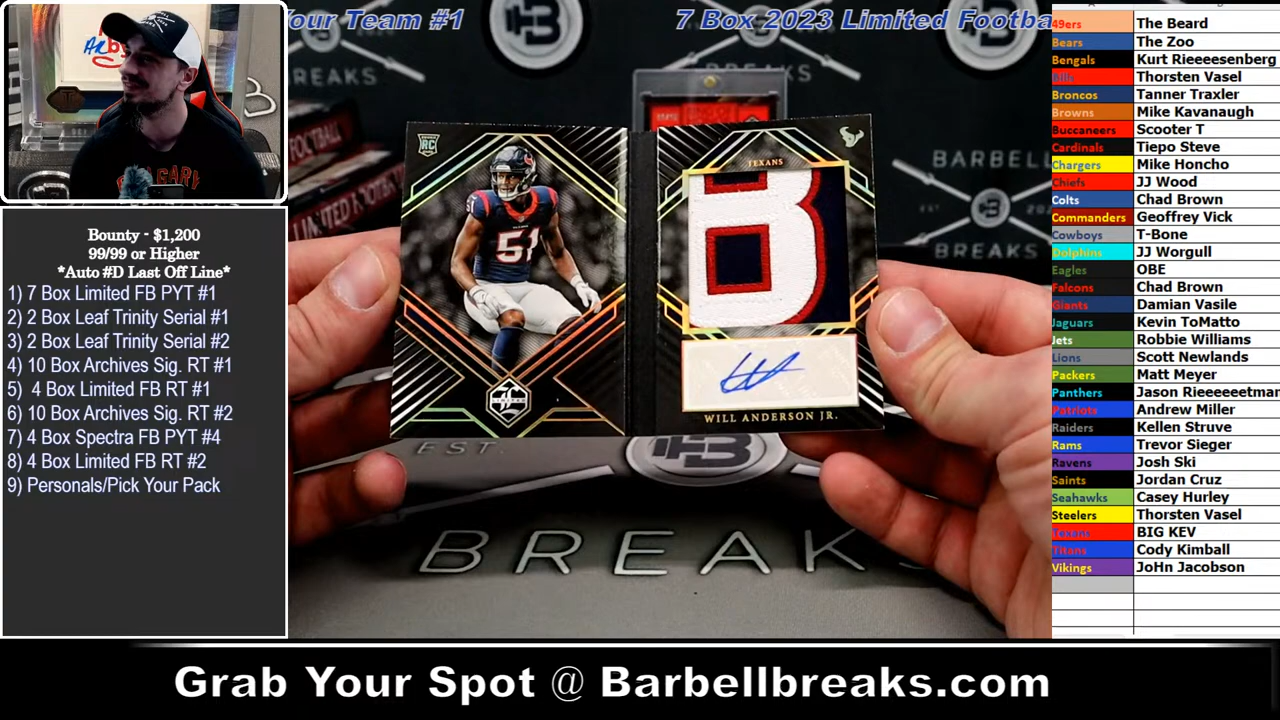 Your Team #1
7 Box 2023 Limited Footba
Bounty - $1,200
99/99 or Higher
*Auto #D Last Off Line*
1) 7 Box Limited FB PYT #1
2) 2 Box Leaf Trinity Serial #1
3) 2 Box Leaf Trinity Serial #2
4) 10 Box Archives Sig. RT #1
5) 4 Box Limited FB RT #1
6) 10 Box Archives Sig. RT #2
7) 4 Box Spectra FB PYT #4
8) 4 Box Limited FB RT #2
9) Personals/Pick Your Pack
BREAKS
FOOTBALL
BARBELL
BREAKS
RC
51
LIMITED
TEXANS
B
WILL ANDERSON JR.
EST.
BREAK
49ers The Beard
Bears The Zoo
Bengals Kurt Rieeeesenberg
Bills Thorsten Vasel
Broncos Tanner Traxler
Browns Mike Kavanaugh
Buccaneers Scooter T
Cardinals Tiepo Steve
Chargers Mike Honcho
Chiefs JJ Wood
Colts Chad Brown
Commanders Geoffrey Vick
Cowboys T-Bone
Dolphins JJ Worgull
Eagles OBE
Falcons Chad Brown
Giants Damian Vasile
Jaguars Kevin ToMatto
Jets Robbie Williams
Lions Scott Newlands
Packers Matt Meyer
Panthers Jason Rieeeeetman
Patriots Andrew Miller
Raiders Kellen Struve
Rams Trevor Sieger
Ravens Josh Ski
Saints Jordan Cruz
Seahawks Casey Hurley
Steelers Thorsten Vasel
Texans BIG KEV
Titans Cody Kimball
Vikings JoHn Jacobson
Grab Your Spot @ Barbellbreaks.com